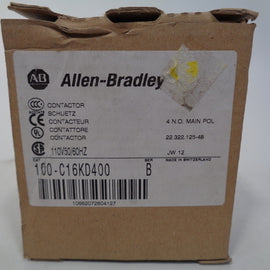 AB Allen-Bradley
CONTACTOR
SCHUETZ
CONTACTEUR
CONTATTORE
CONTACTOR
4 N.O. MAIN POL
22.322.125-48
110V50/60HZ
JW 12
CAT
SER
MADE IN SWITZERLAND
100-C16KD400 B
10662072604127